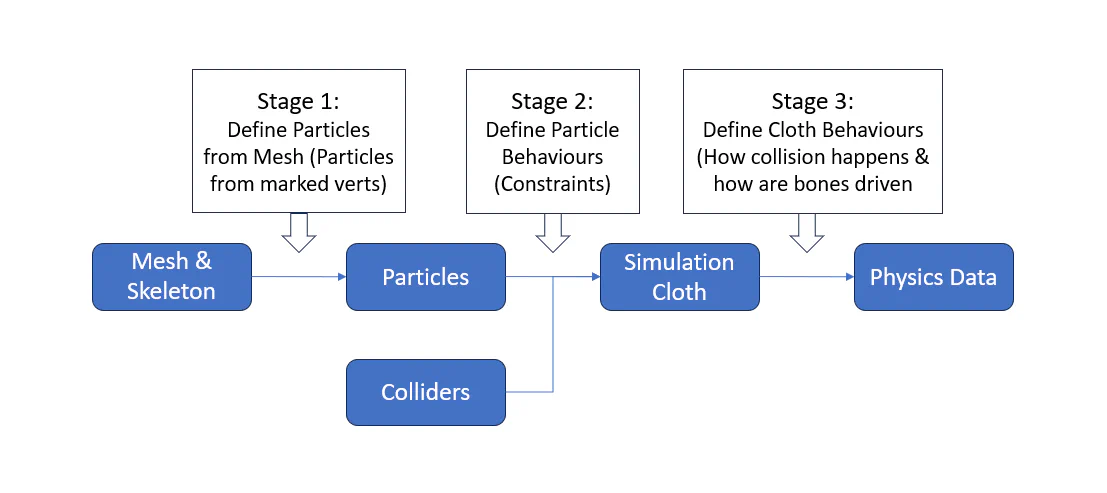 Stage 1:
Define Particles
from Mesh (Particles
from marked verts)
Stage 2:
Define Particle
Behaviours
(Constraints)
Stage 3:
Define Cloth Behaviours
(How collision happens &
how are bones driven
Mesh &
Skeleton
Particles
Simulation
Cloth
Physics Data
Colliders